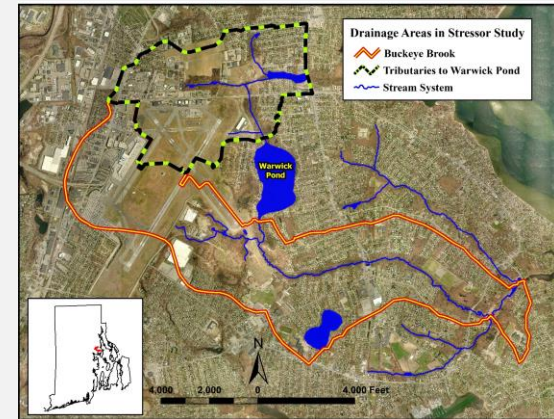 Drainage Areas in Stressor Study
Buckeye Brook
Tributaries to Warwick Pond
Stream System
Warwick
Pond
N
4,000 2,000 0 4,000 Feet